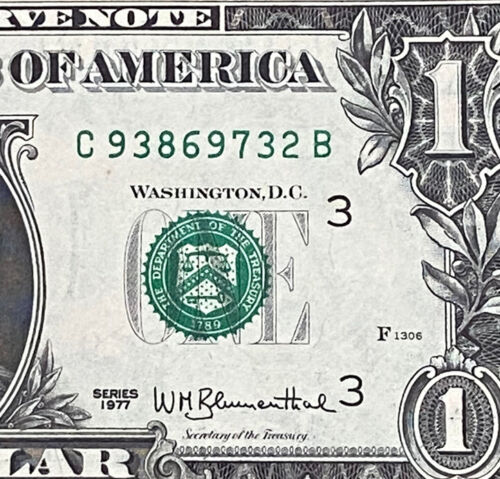 RVE NOTE
OF AMERICA
1
C 93869732 B
WASHINGTON, D.C.
3
ONE
THE DEPARTMENT OF THE TREASURY
1789
F 1306
SERIES
1977
W M Blumenthal
3
Secretary of the Treasury.
1
LAR